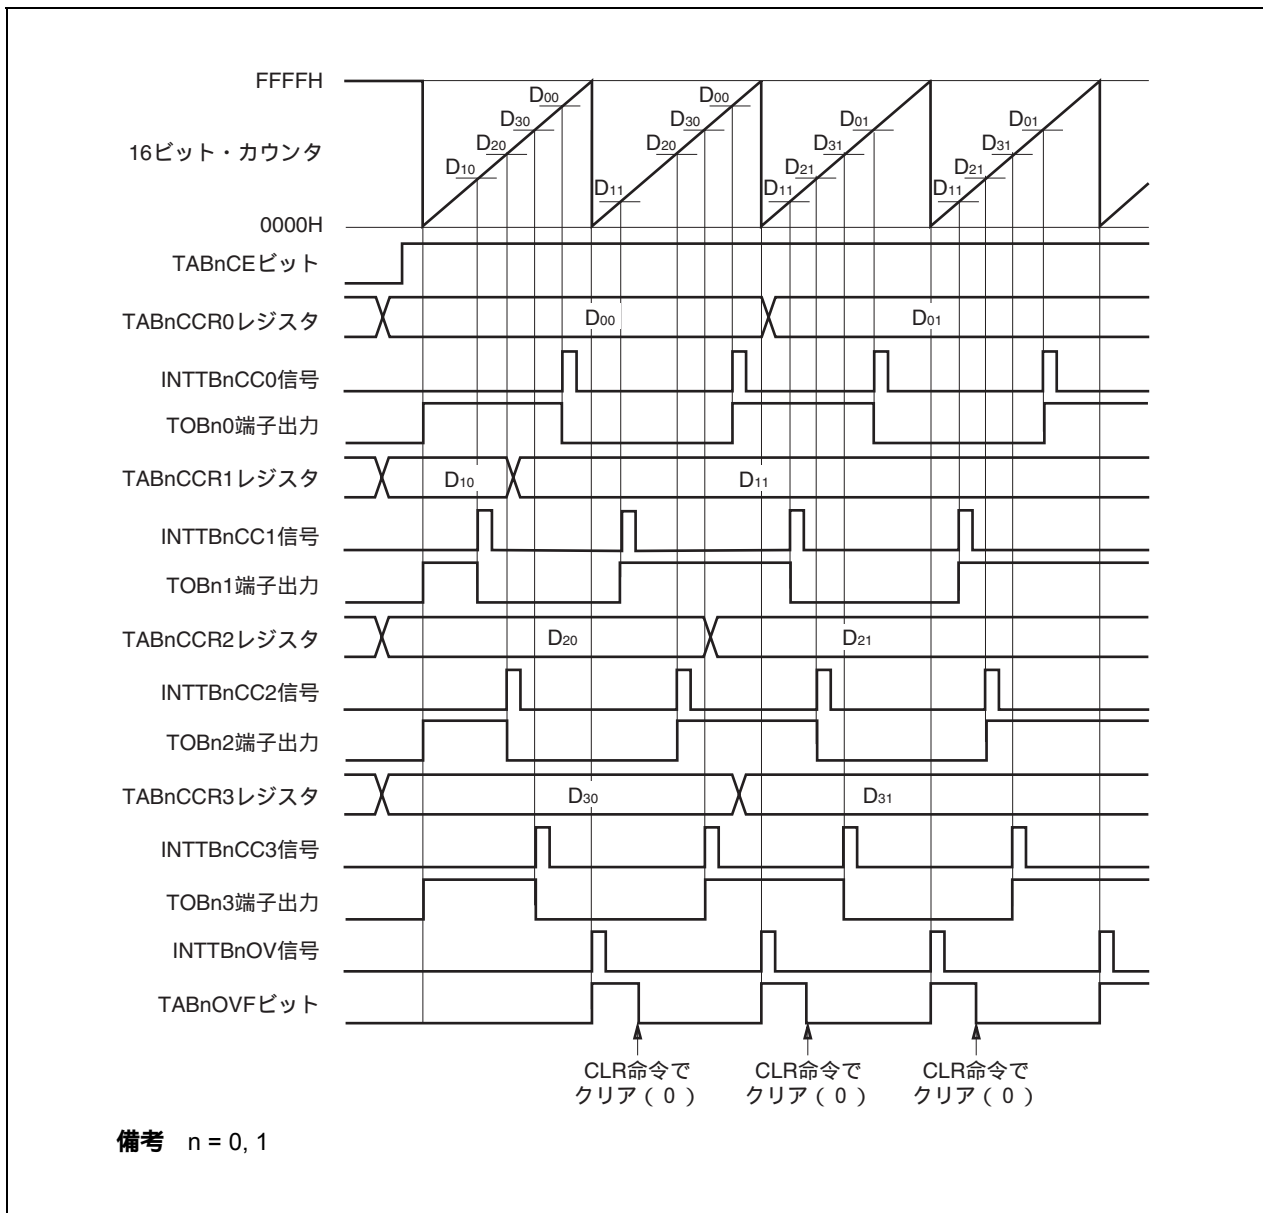 FFFFH
D00
D00
D30
D30
D01
D01
16ビット・カウンタ
D20
D20
D31
D31
D10
D21
D21
D11
D11
D11
0000H
TABnCEビット
TABnCCR0レジスタ
D00
D01
INTTBnCC0信号
TOBn0端子出力
TABnCCR1レジスタ
D10
D11
INTTBnCC1信号
TOBn1端子出力
TABnCCR2レジスタ
D20
D21
INTTBnCC2信号
TOBn2端子出力
TABnCCR3レジスタ
D30
D31
INTTBnCC3信号
TOBn3端子出力
INTTBnOV信号
TABnOVFビット
CLR命令で
クリア（0）
CLR命令で
クリア（0）
CLR命令で
クリア（0）
備考 n = 0, 1